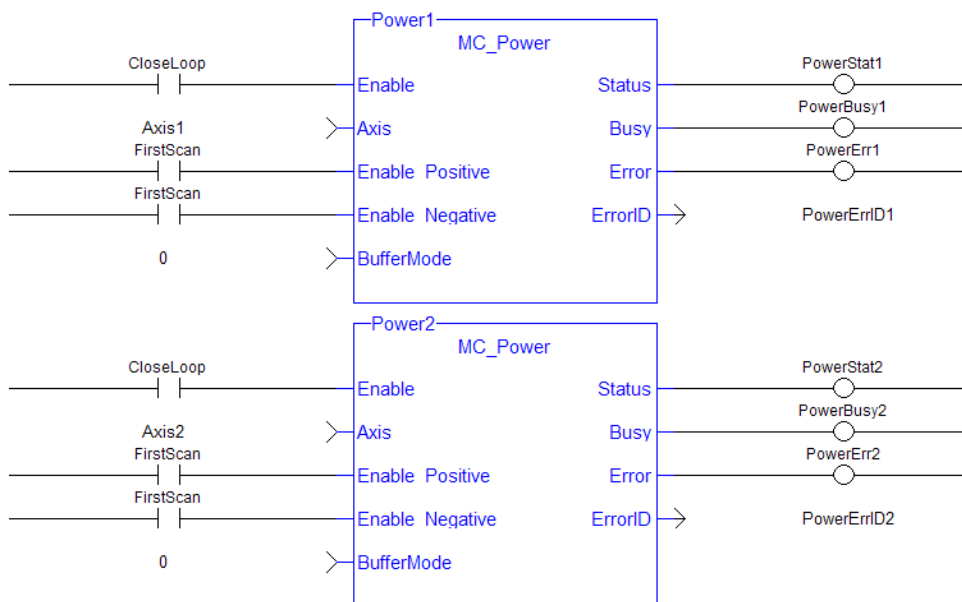 Power1
MC_Power
CloseLoop
Enable
Status
PowerStat1
Axis1
Axis
Busy
PowerBusy1
FirstScan
Enable Positive
Error
PowerErr1
FirstScan
Enable Negative
ErrorID
PowerErrID1
0
BufferMode
Power2
MC_Power
CloseLoop
Enable
Status
PowerStat2
Axis2
Axis
Busy
PowerBusy2
FirstScan
Enable Positive
Error
PowerErr2
FirstScan
Enable Negative
ErrorID
PowerErrID2
0
BufferMode